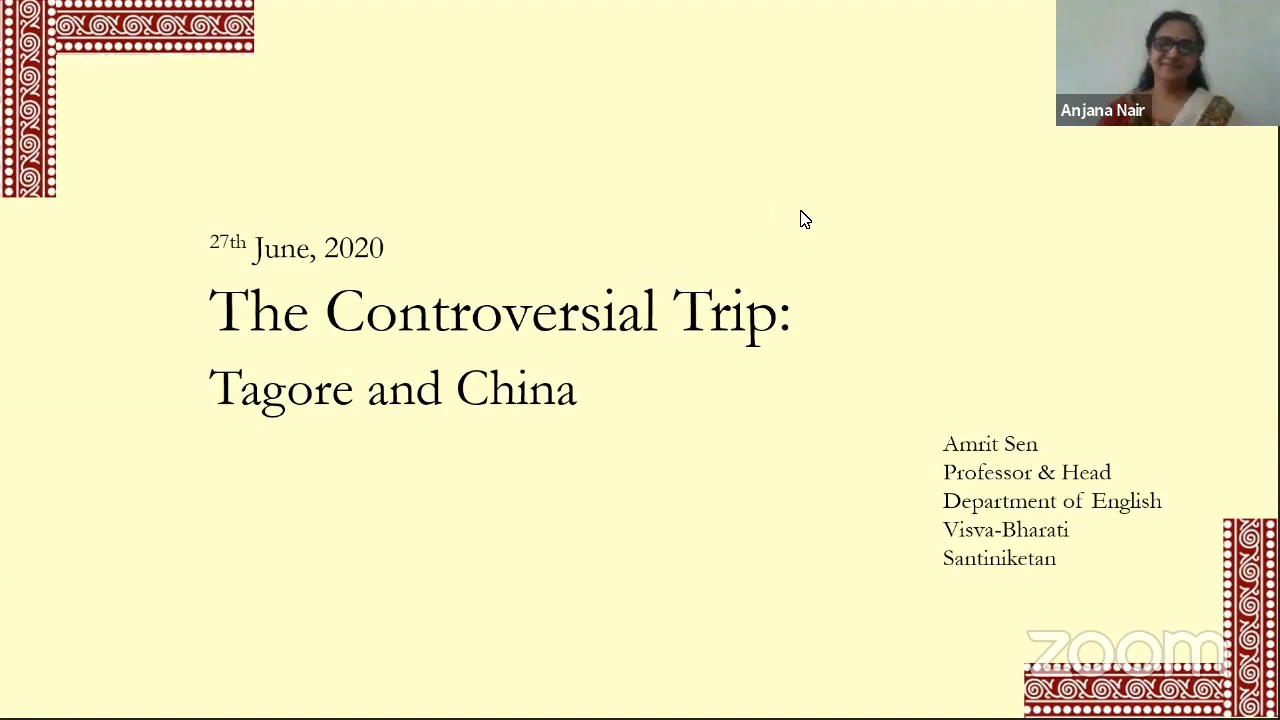 Anjana Nair
27th June, 2020
The Controversial Trip:
Tagore and China
Amrit Sen
Professor & Head
Department of English
Visva-Bharati
Santiniketan
zoom